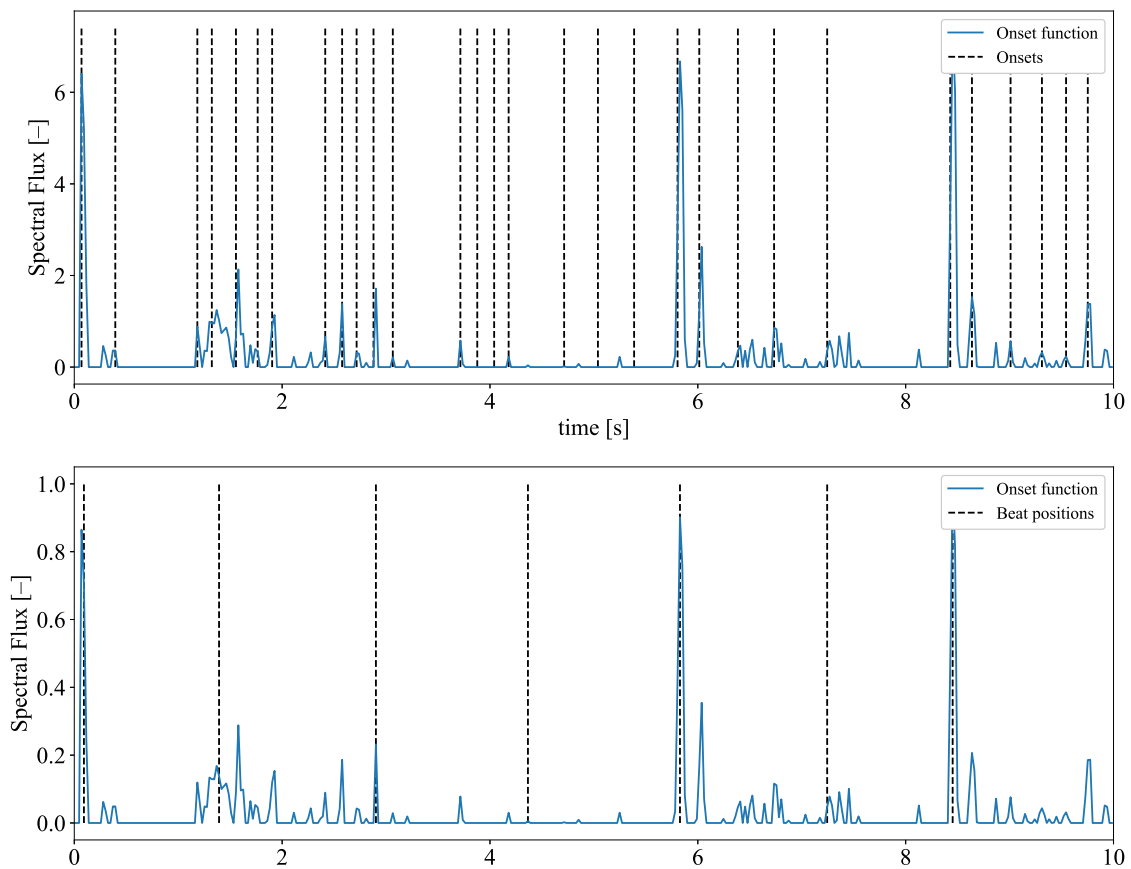 Onset function
Onsets
6
4
2
0
Spectral Flux [−]
0 2 4 6 8 10
time [s]
Onset function
Beat positions
1.0
0.8
0.6
0.4
0.2
0.0
Spectral Flux [−]
0 2 4 6 8 10